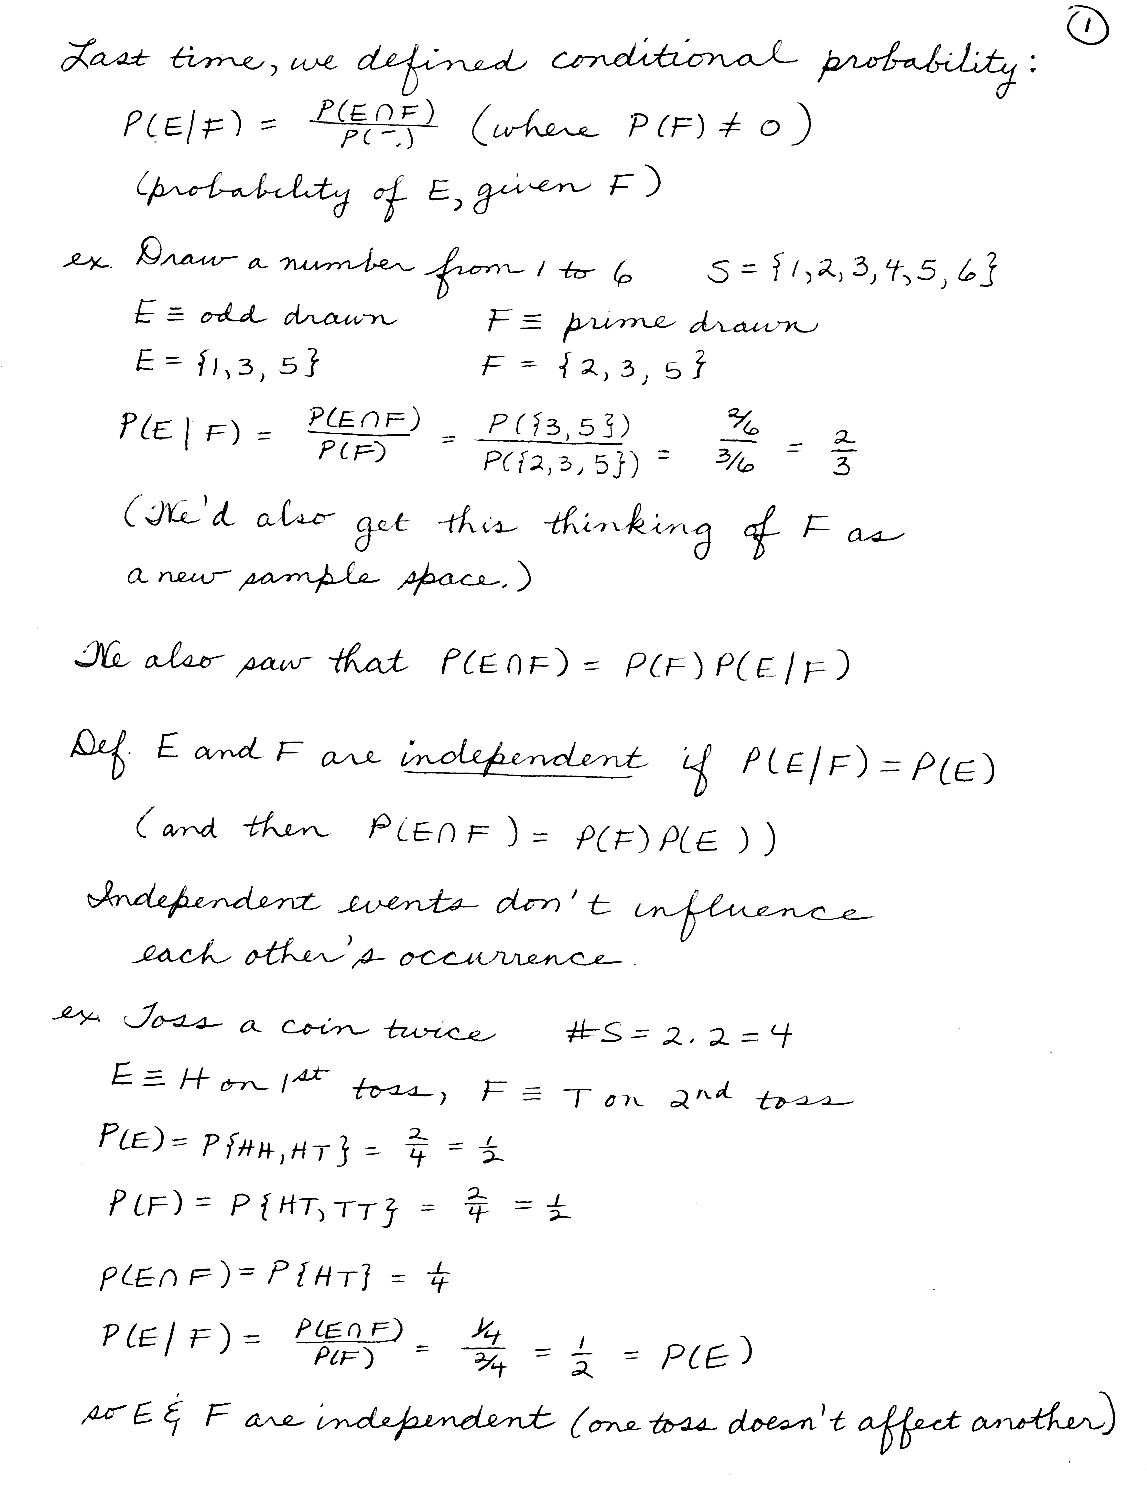 ①
Last time, we defined conditional probability:
P(E|F) = P(E∩F)/P( ) (where P(F) ≠ 0)
(probability of E, given F)
ex. Draw a number from 1 to 6 S = {1,2,3,4,5,6}
E ≡ odd drawn F ≡ prime drawn
E = {1,3,5} F = {2,3,5}
P(E|F) = P(E∩F)/P(F) = P({3,5})/P({2,3,5}) = (2/6)/(3/6) = 2/3
(We'd also get this thinking of F as
a new sample space.)
We also saw that P(E∩F) = P(F)P(E|F)
Def. E and F are independent if P(E|F) = P(E)
(and then P(E∩F) = P(F)P(E))
Independent events don't influence
each other's occurrence.
ex. Toss a coin twice #S = 2.2 = 4
E ≡ H on 1st toss, F ≡ T on 2nd toss
P(E) = P{HH,HT} = 2/4 = 1/2
P(F) = P{HT,TT} = 2/4 = 1/2
P(E∩F) = P{HT} = 1/4
P(E|F) = P(E∩F)/P(F) = (1/4)/(2/4) = 1/2 = P(E)
so E & F are independent (one toss doesn't affect another)